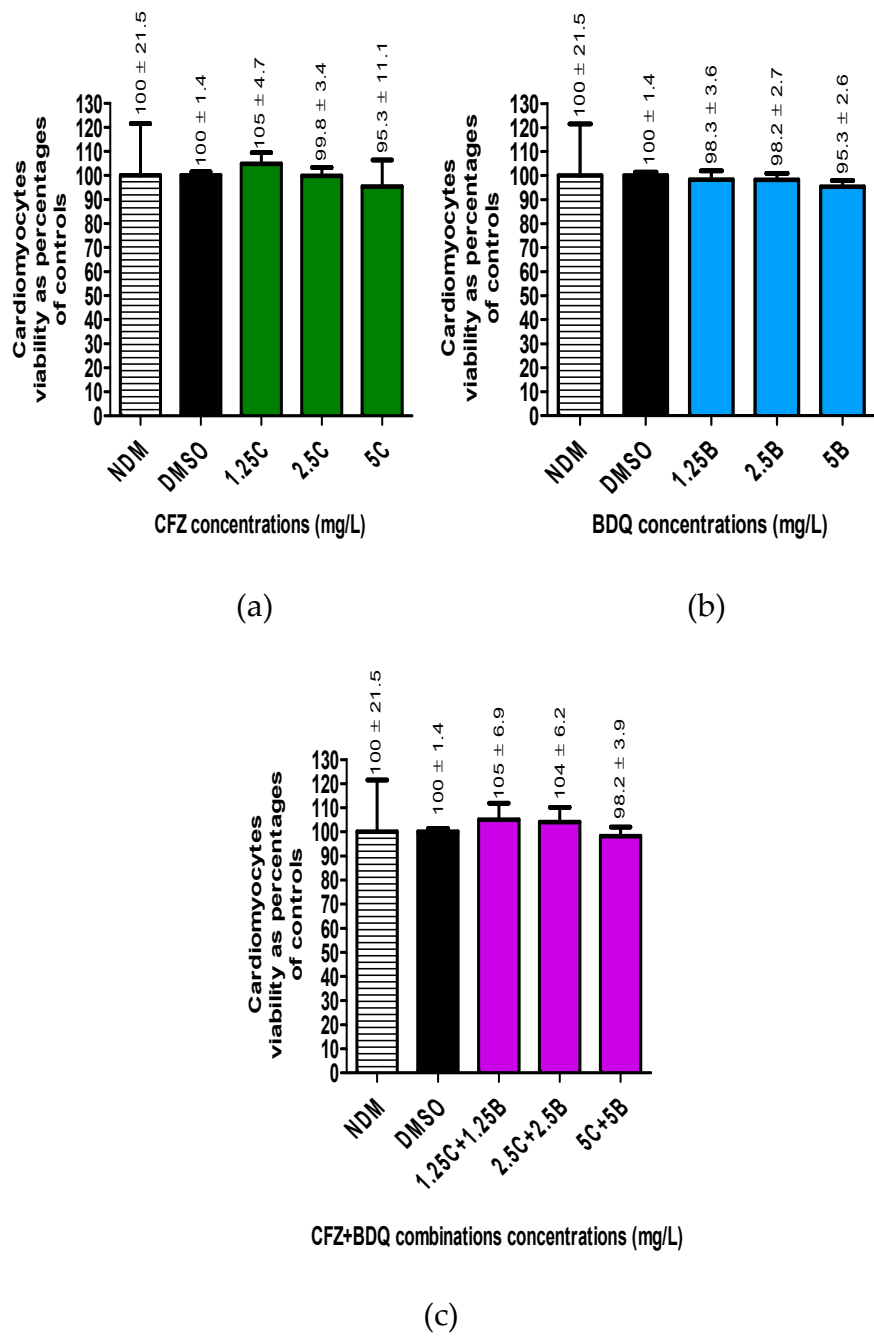 100 ± 21.5
100 ± 1.4
105 ± 4.7
99.8 ± 3.4
95.3 ± 11.1
Cardiomyocytes
viability as percentages
of controls
130
120
110
100
90
80
70
60
50
40
30
20
10
0
NDM
DMSO
1.25C
2.5C
5C
CFZ concentrations (mg/L)
(a)
100 ± 21.5
100 ± 1.4
98.3 ± 3.6
98.2 ± 2.7
95.3 ± 2.6
Cardiomyocytes
viability as percentages
of controls
130
120
110
100
90
80
70
60
50
40
30
20
10
0
NDM
DMSO
1.25B
2.5B
5B
BDQ concentrations (mg/L)
(b)
100 ± 21.5
100 ± 1.4
105 ± 6.9
104 ± 6.2
98.2 ± 3.9
Cardiomyocytes
viability as percentages
of controls
130
120
110
100
90
80
70
60
50
40
30
20
10
0
NDM
DMSO
1.25C+1.25B
2.5C+2.5B
5C+5B
CFZ+BDQ combinations concentrations (mg/L)
(c)